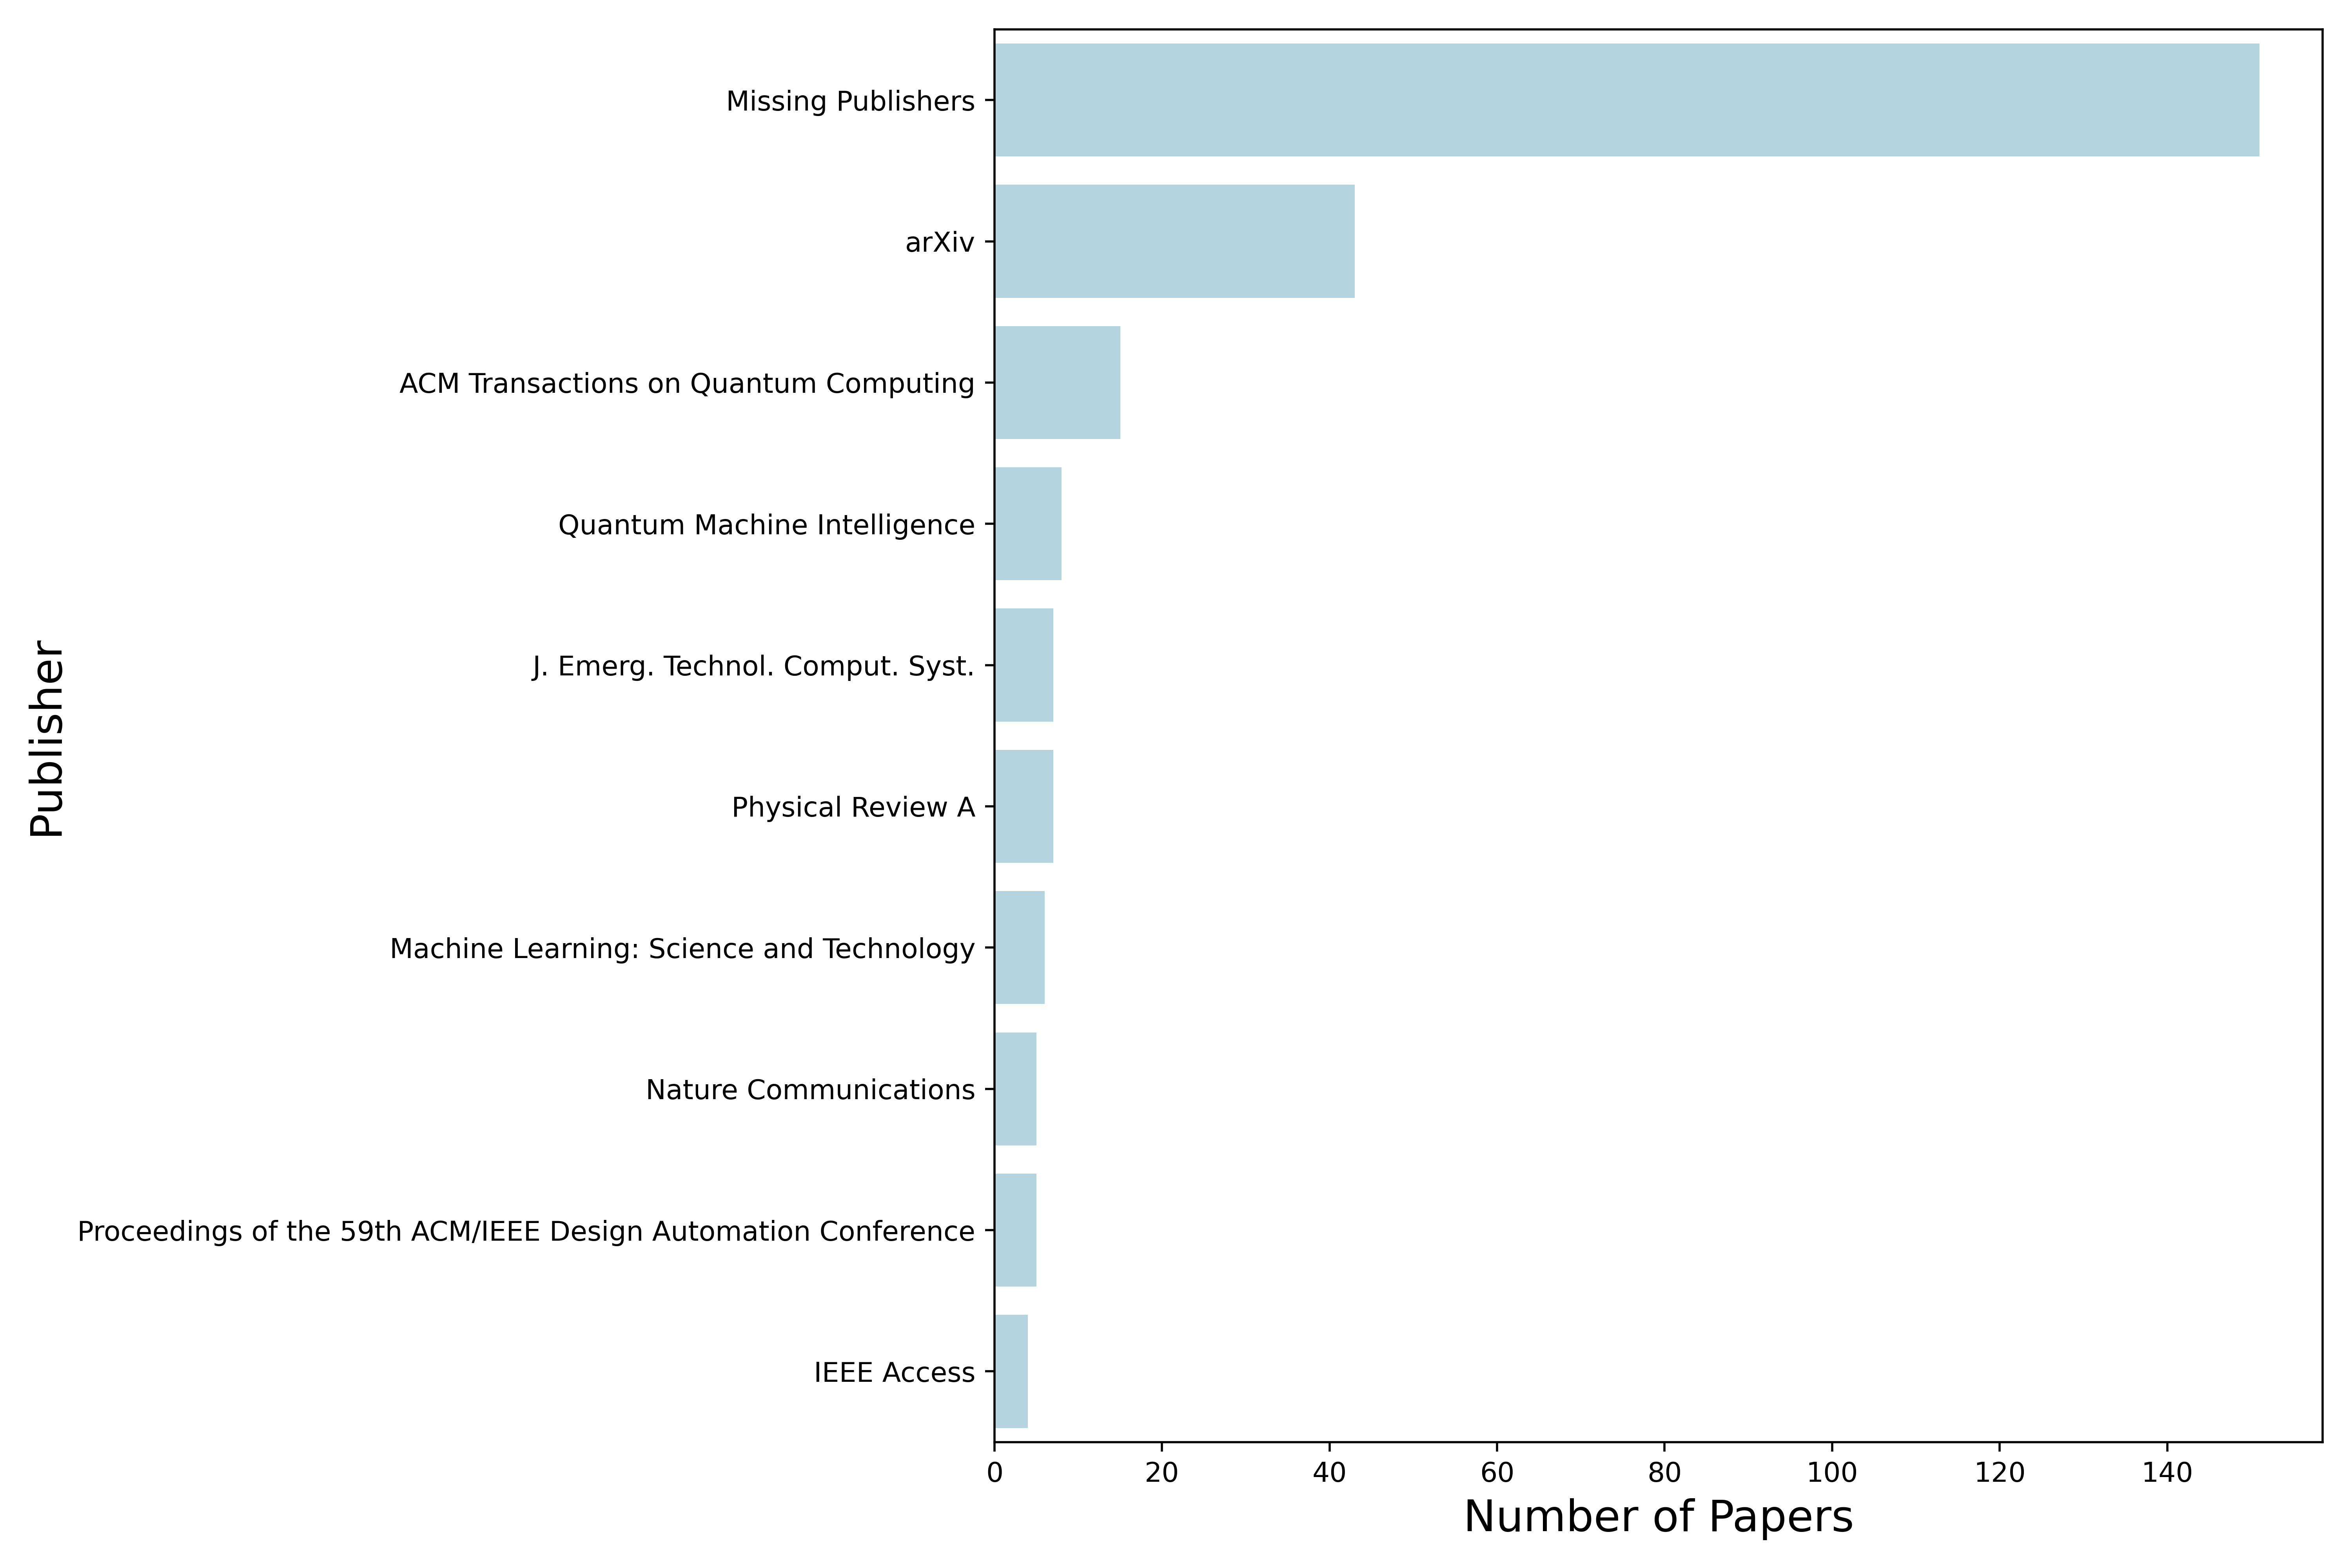 Publisher
Missing Publishers
arXiv
ACM Transactions on Quantum Computing
Quantum Machine Intelligence
J. Emerg. Technol. Comput. Syst.
Physical Review A
Machine Learning: Science and Technology
Nature Communications
Proceedings of the 59th ACM/IEEE Design Automation Conference
IEEE Access
0 20 40 60 80 100 120 140
Number of Papers